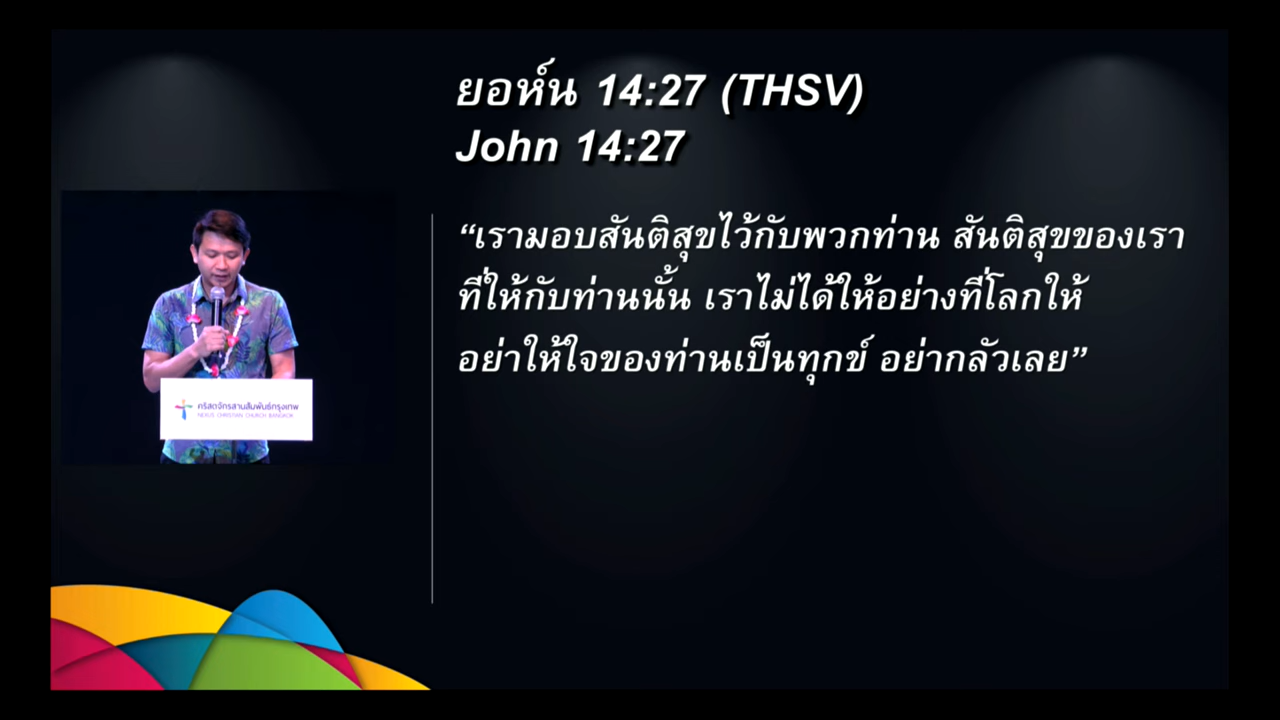 ยอห์น 14:27 (THSV)
John 14:27
“เรามอบสันติสุขไว้กับพวกท่าน สันติสุขของเรา
ที่ให้กับท่านนั้น เราไม่ได้ให้อย่างที่โลกให้
อย่าให้ใจของท่านเป็นทุกข์ อย่ากลัวเลย”
คริสตจักรสานสัมพันธ์กรุงเทพ
NEXUS CHRISTIAN CHURCH BANGKOK